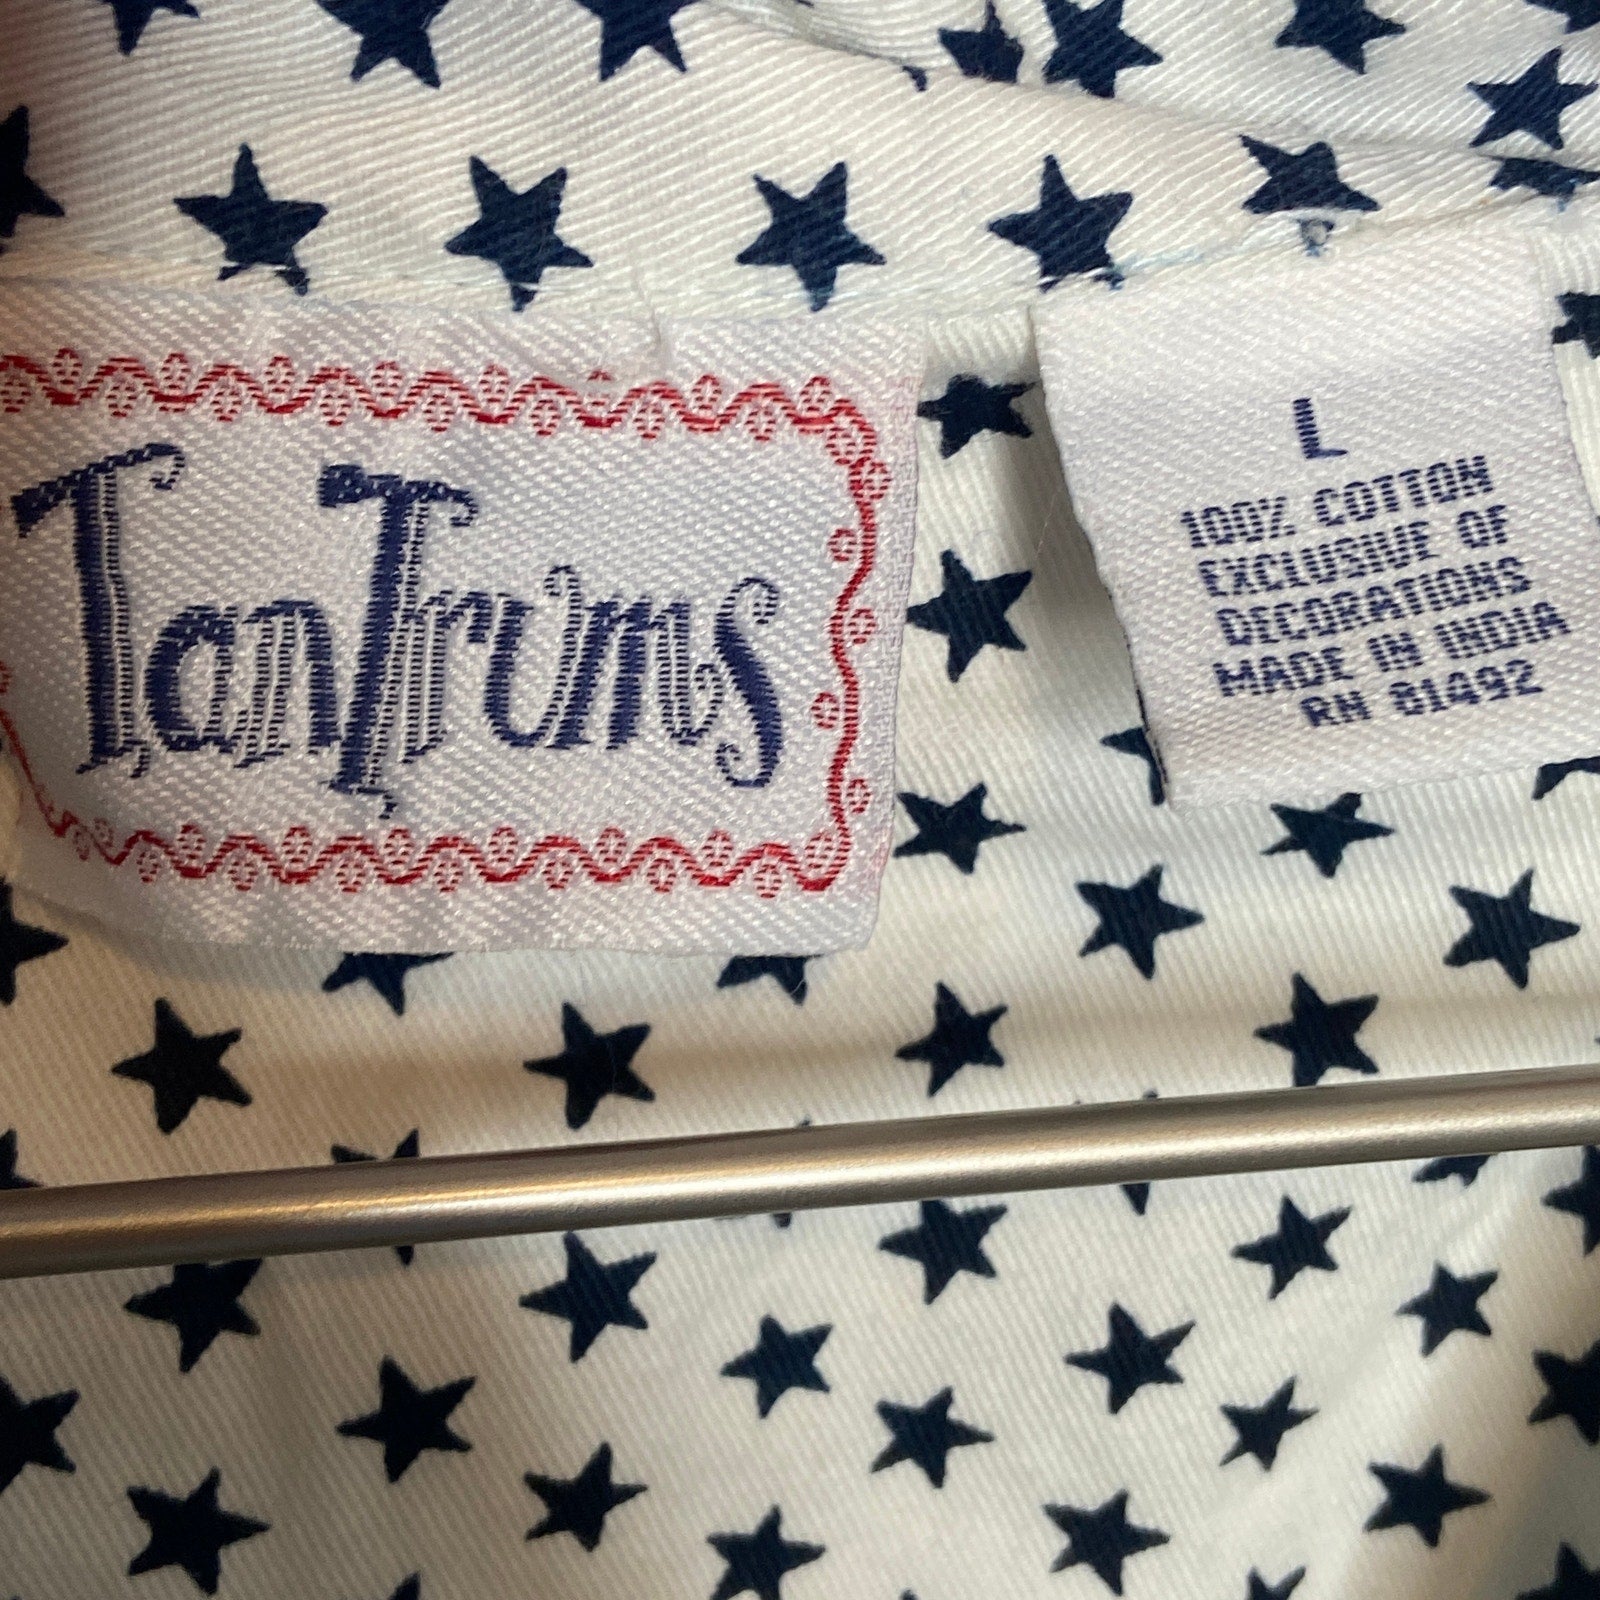 TanTrums
L
100% COTTON
EXCLUSIVE OF
DECORATIONS
MADE IN INDIA
RN 81492